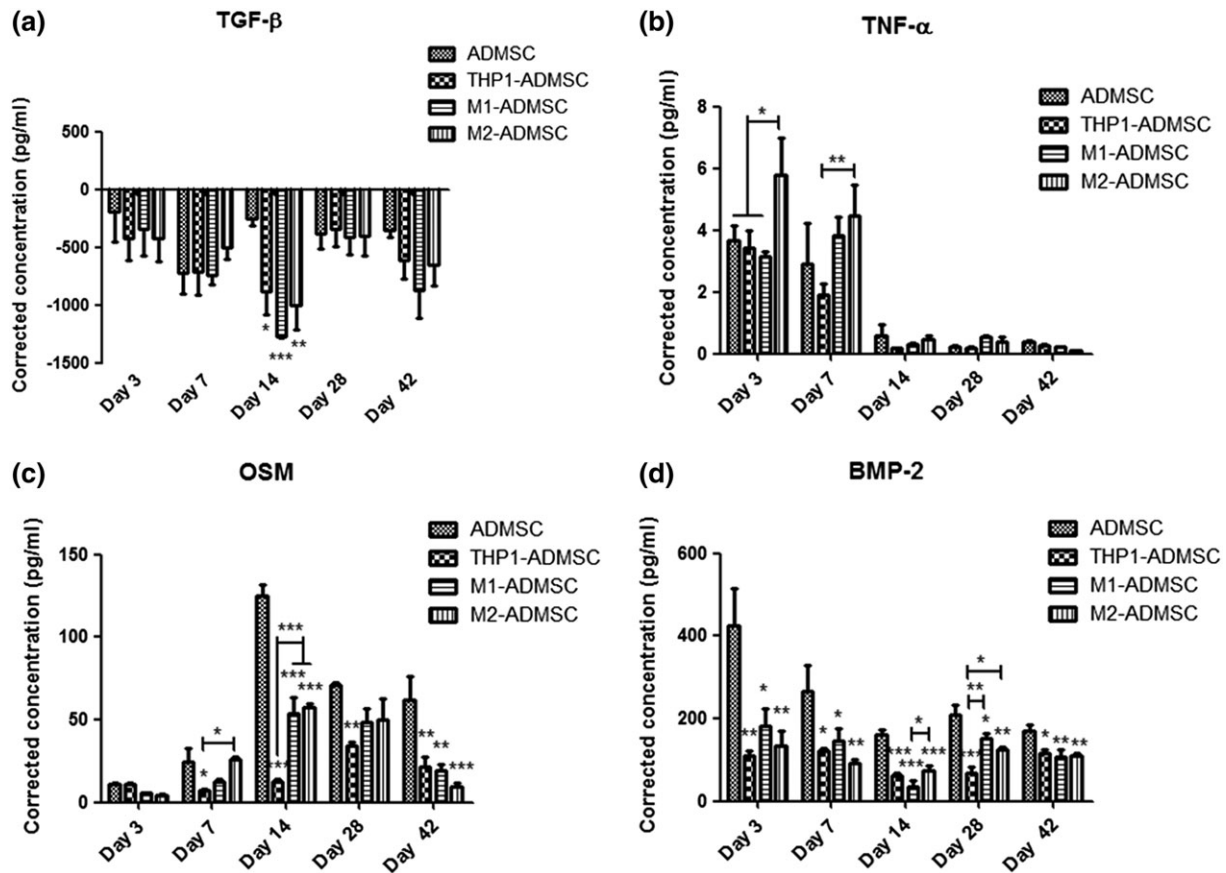 (a)
TGF-β
ADMSC
THP1-ADMSC
M1-ADMSC
M2-ADMSC
Corrected concentration (pg/ml)
500
0
-500
-1000
-1500
*
***
**
Day 3
Day 7
Day 14
Day 28
Day 42
(b)
TNF-α
ADMSC
THP1-ADMSC
M1-ADMSC
M2-ADMSC
Corrected concentration (pg/ml)
8
6
4
2
0
*
**
Day 3
Day 7
Day 14
Day 28
Day 42
(c)
OSM
ADMSC
THP1-ADMSC
M1-ADMSC
M2-ADMSC
Corrected concentration (pg/ml)
150
100
50
0
*
*
***
***
***
***
**
**
**
***
Day 3
Day 7
Day 14
Day 28
Day 42
(d)
BMP-2
ADMSC
THP1-ADMSC
M1-ADMSC
M2-ADMSC
Corrected concentration (pg/ml)
600
400
200
0
**
*
**
*
*
**
***
***
*
***
*
**
***
*
**
*
**
**
Day 3
Day 7
Day 14
Day 28
Day 42